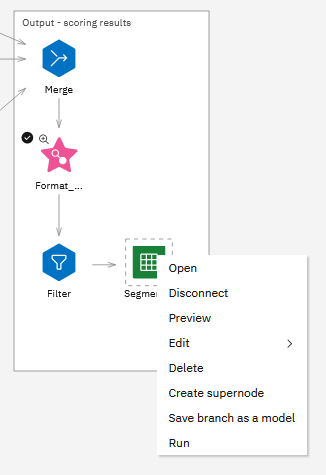 Output - scoring results
Merge
Format_...
Filter
Segmen
Open
Disconnect
Preview
Edit
Delete
Create supernode
Save branch as a model
Run